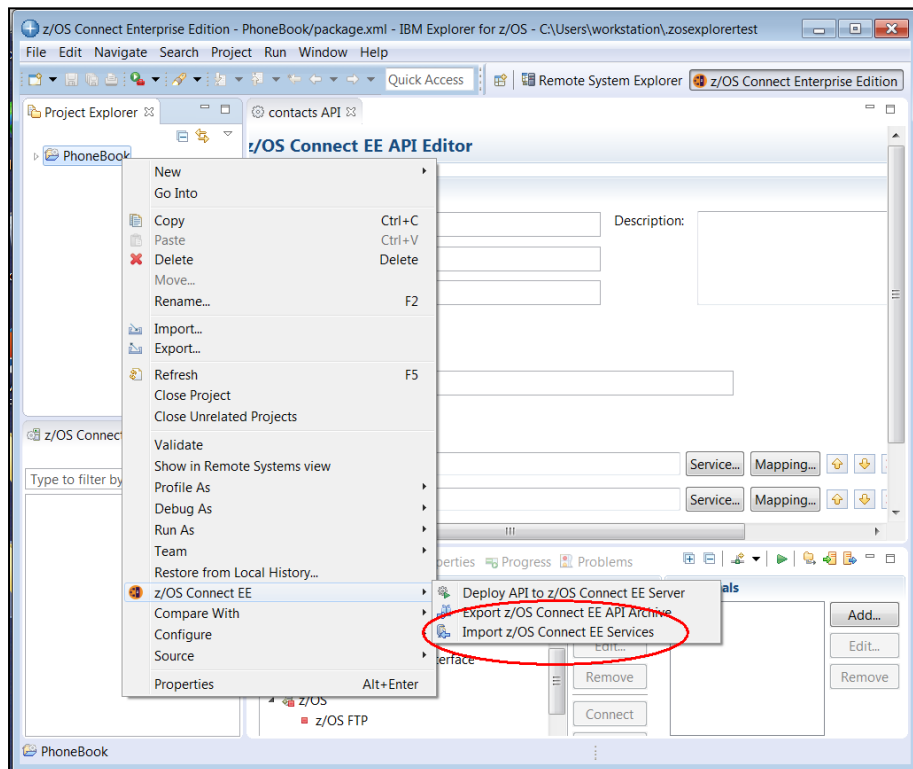 z/OS Connect Enterprise Edition - PhoneBook/package.xml - IBM Explorer for z/OS - C:\Users\workstation\.zosexplorertest
File Edit Navigate Search Project Run Window Help
Quick Access Remote System Explorer z/OS Connect Enterprise Edition
Project Explorer contacts API
z/OS Connect EE API Editor
PhoneBook
Description:
New
Go Into
Copy Ctrl+C
Paste Ctrl+V
Delete Delete
Move...
Rename... F2
Import...
Export...
Refresh F5
Close Project
Close Unrelated Projects
Validate
Show in Remote Systems view
Profile As
Debug As
Run As
Team
Restore from Local History...
z/OS Connect EE
Compare With
Configure
Source
Properties Alt+Enter
z/OS Connect
Type to filter by
Service... Mapping...
Service... Mapping...
perties Progress Problems
Deploy API to z/OS Connect EE Server
Export z/OS Connect EE API Archive
Import z/OS Connect EE Services
als
Add...
Edit...
Remove
terface
Edit...
Remove
Connect
z/OS
z/OS FTP
PhoneBook